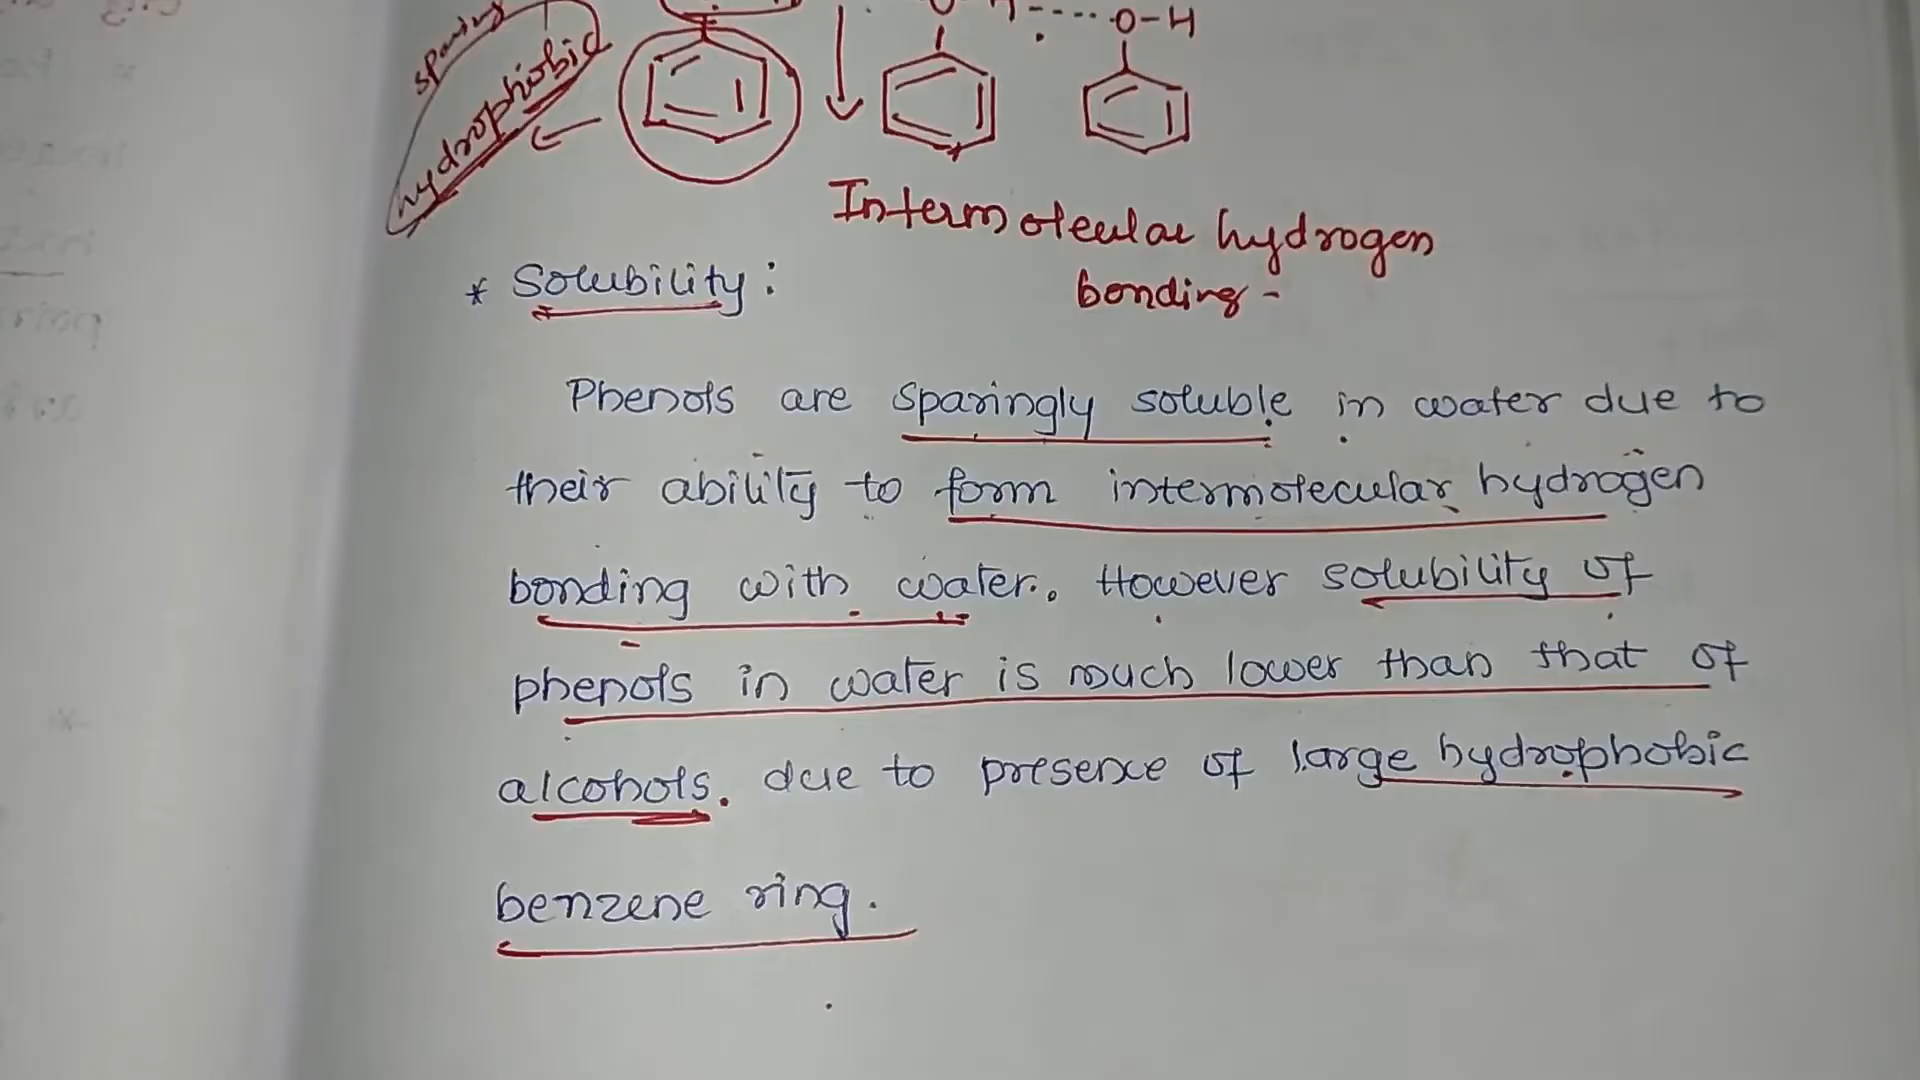 sparing
hydrophobic
O-H
Intermolecular hydrogen
bonding -
* Solubility:
Phenols are sparingly soluble in water due to
their ability to form intermolecular hydrogen
bonding with water. However solubility of
phenols in water is much lower than that of
alcohols. due to presence of large hydrophobic
benzene ring.